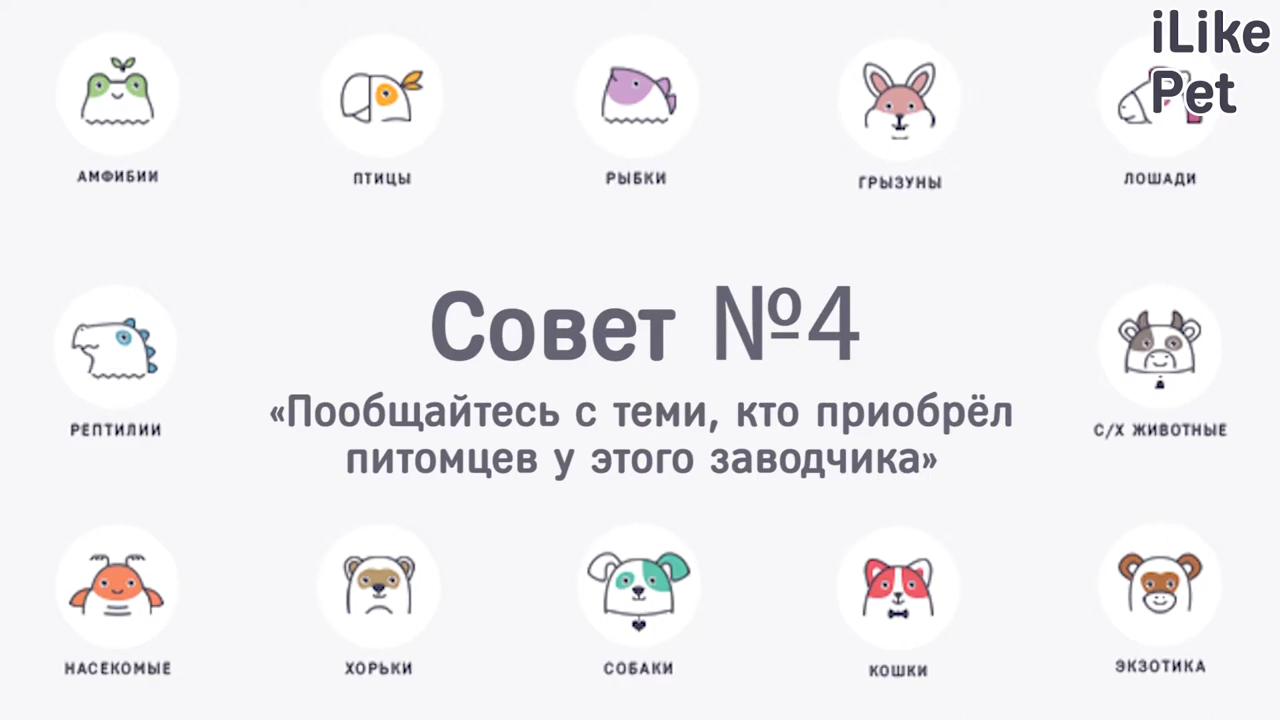 iLike
Pet
АМФИБИИ
ПТИЦЫ
РЫБКИ
ГРЫЗУНЫ
ЛОШАДИ
Совет №4
«Пообщайтесь с теми, кто приобрёл
питомцев у этого заводчика»
РЕПТИЛИИ
С/Х ЖИВОТНЫЕ
НАСЕКОМЫЕ
ХОРЬКИ
СОБАКИ
КОШКИ
ЭКЗОТИКА